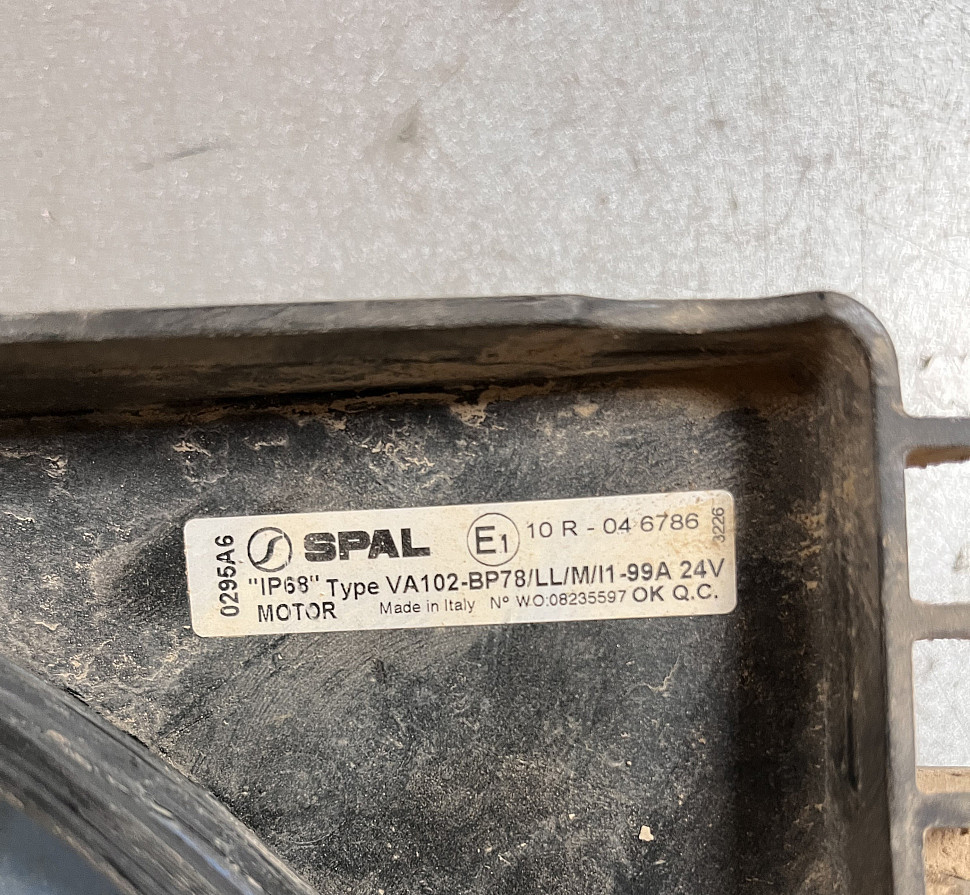 0295A6
SPAL E1 10 R - 04 6786 3226
"IP68" Type VA102-BP78/LL/M/I1-99A 24V
MOTOR Made in Italy Nº W.O:08235597 OK Q.C.